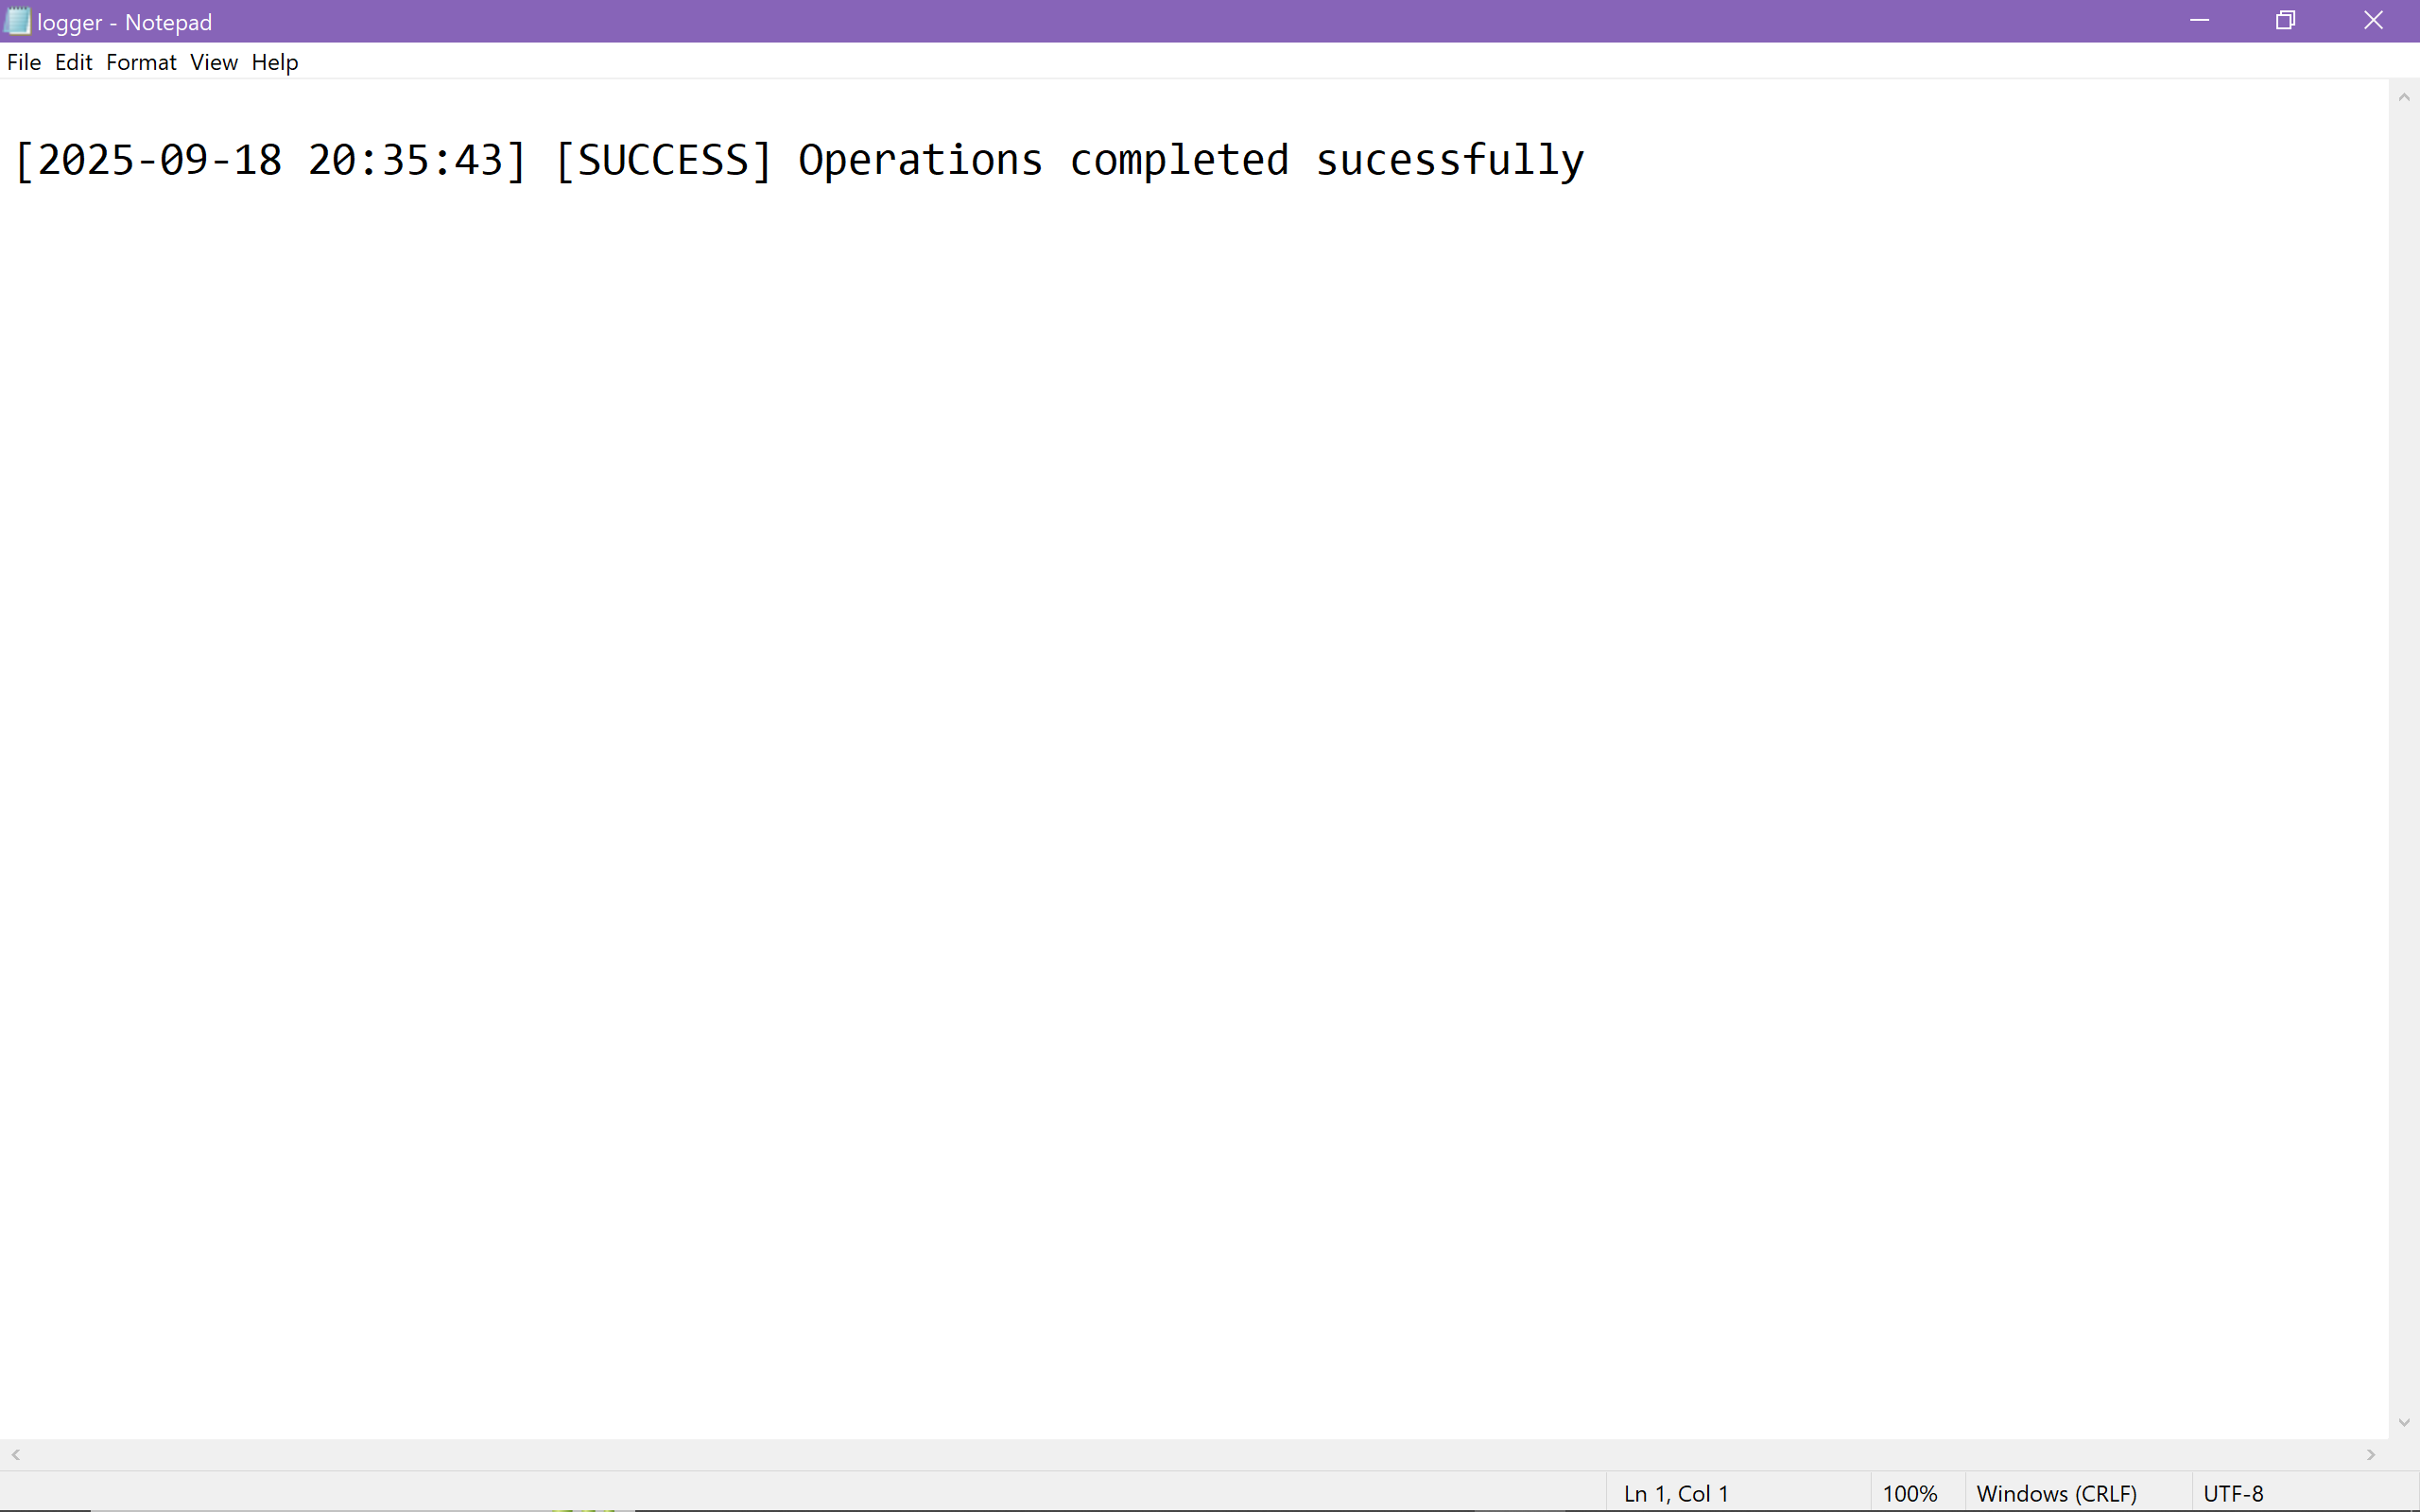 logger - Notepad
File Edit Format View Help
[2025-09-18 20:35:43] [SUCCESS] Operations completed sucessfully
Ln 1, Col 1 100% Windows (CRLF) UTF-8